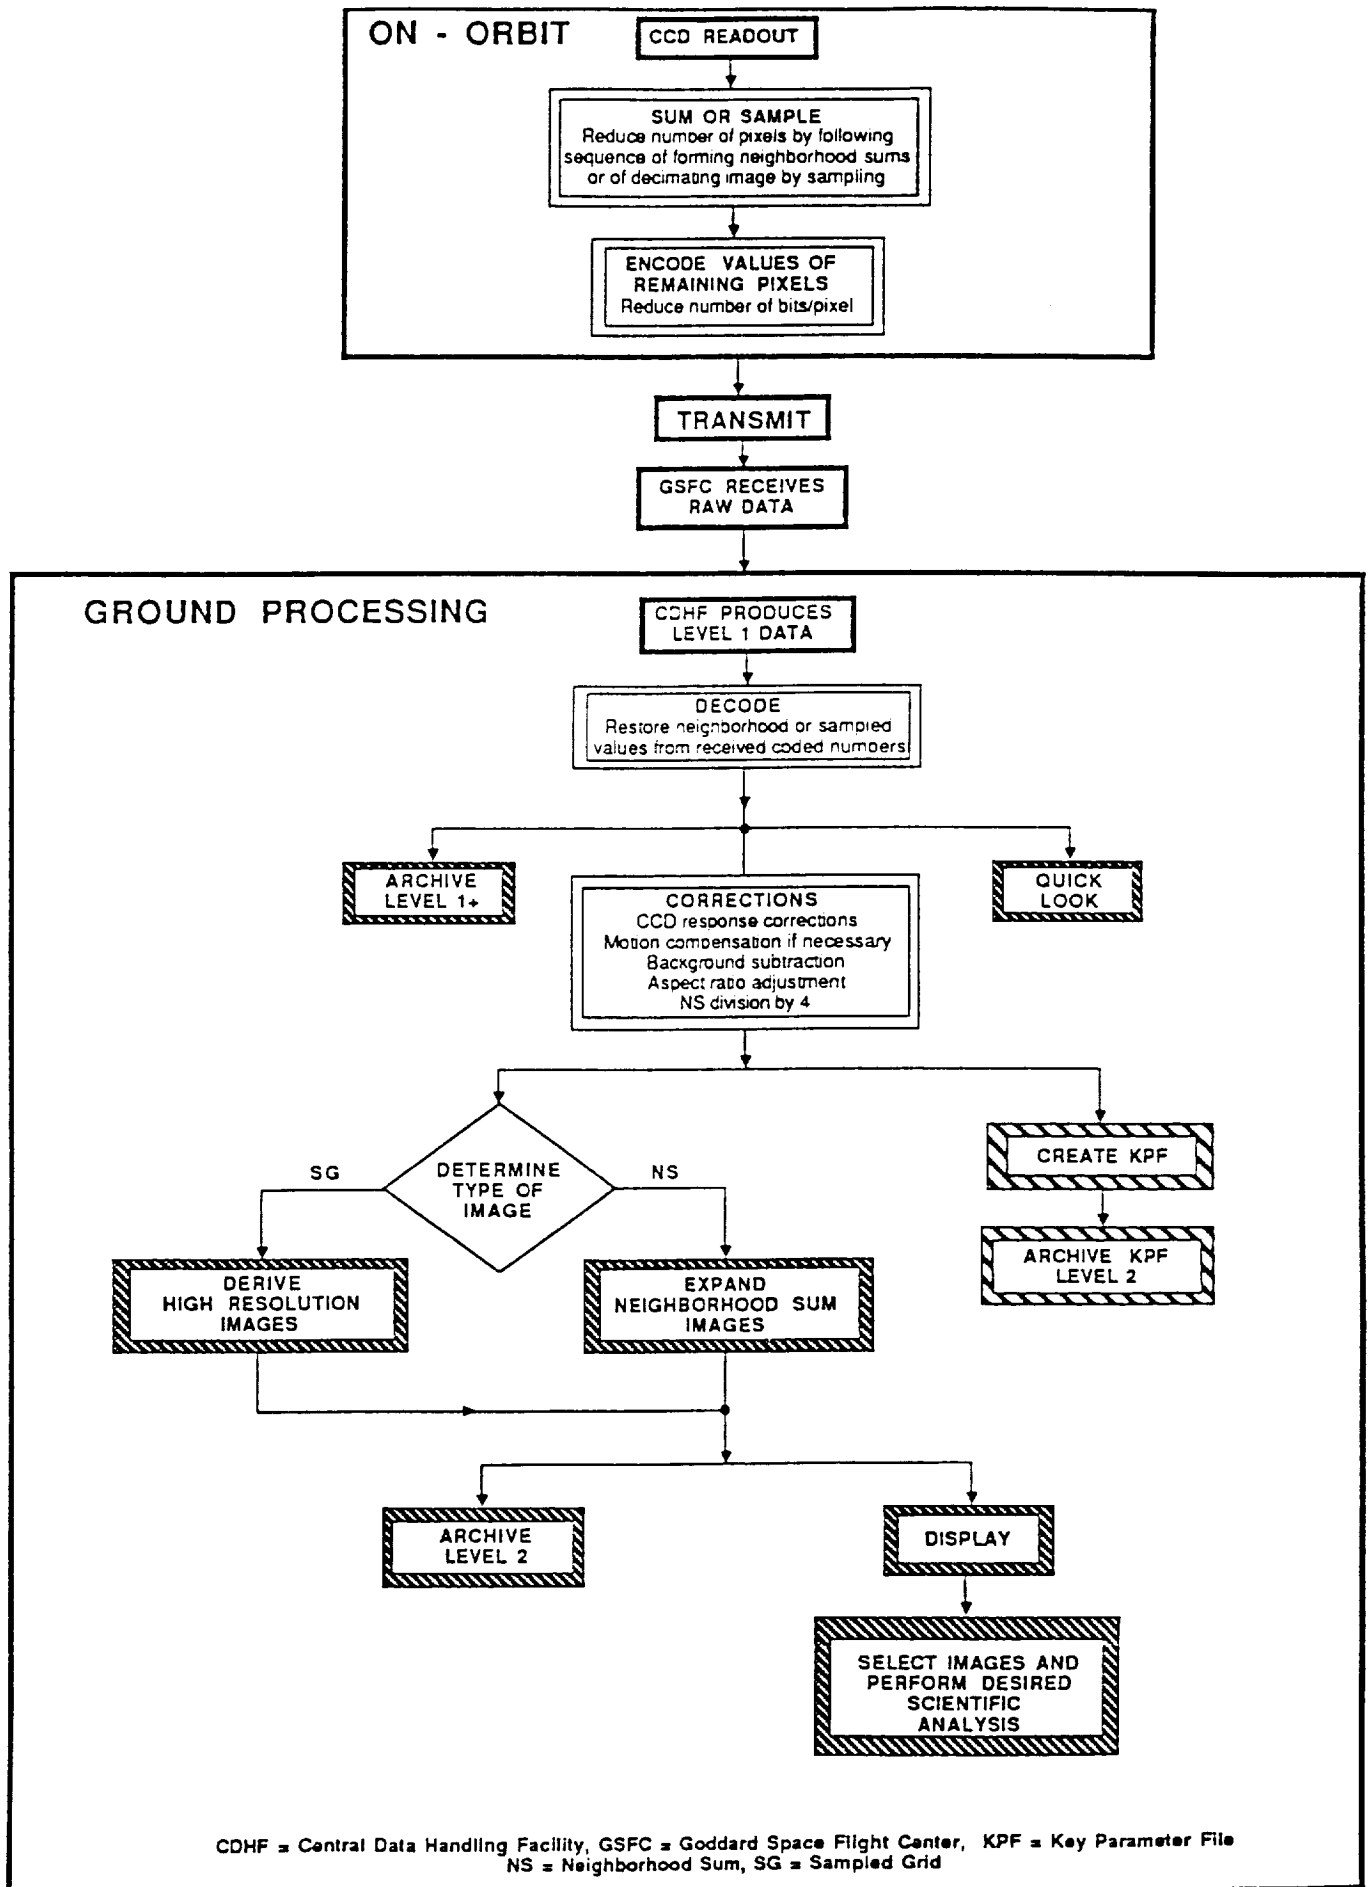 ON - ORBIT
CCD READOUT
SUM OR SAMPLE
Reduce number of pixels by following
sequence of forming neighborhood sums
or of decimating image by sampling
ENCODE VALUES OF
REMAINING PIXELS
Reduce number of bits/pixel
TRANSMIT
GSFC RECEIVES
RAW DATA
GROUND PROCESSING
CDHF PRODUCES
LEVEL 1 DATA
DECODE
Restore neighborhood or sampled
values from received coded numbers
ARCHIVE
LEVEL 1+
CORRECTIONS
CCD response corrections
Motion compensation if necessary
Background subtraction
Aspect ratio adjustment
NS division by 4
QUICK
LOOK
SG
DETERMINE
TYPE OF
IMAGE
NS
CREATE KPF
ARCHIVE KPF
LEVEL 2
DERIVE
HIGH RESOLUTION
IMAGES
EXPAND
NEIGHBORHOOD SUM
IMAGES
ARCHIVE
LEVEL 2
DISPLAY
SELECT IMAGES AND
PERFORM DESIRED
SCIENTIFIC
ANALYSIS
CDHF = Central Data Handling Facility, GSFC = Goddard Space Flight Center, KPF = Key Parameter File
NS = Neighborhood Sum, SG = Sampled Grid